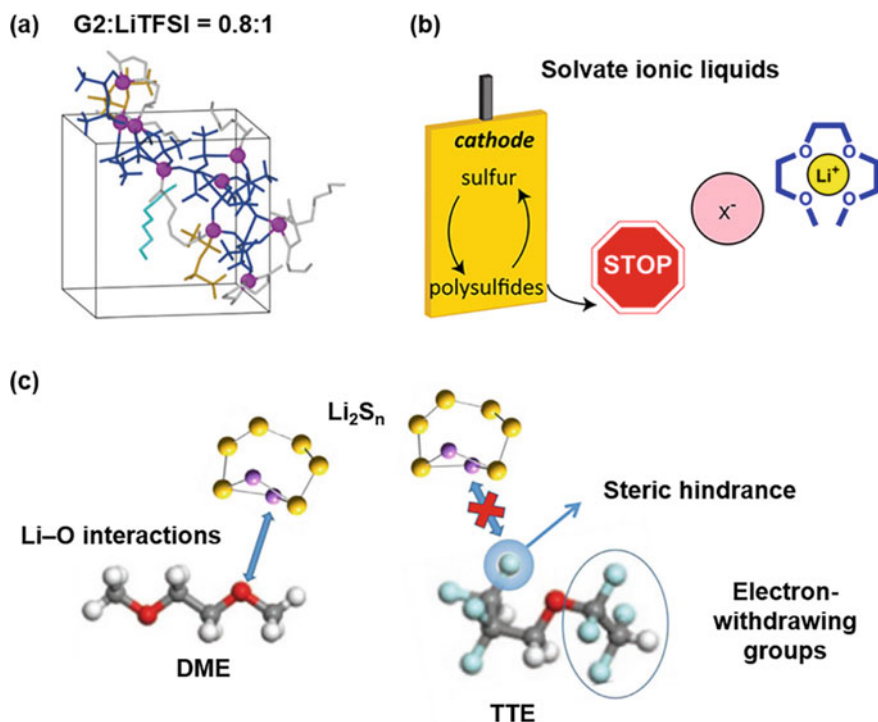 (a)
G2:LiTFSI = 0.8:1
(b)
Solvate ionic liquids
cathode
sulfur
polysulfides
STOP
X⁻
O
O
Li⁺
O
O
(c)
Li₂Sₙ
Steric hindrance
Li–O interactions
Electron-
withdrawing
groups
DME
TTE